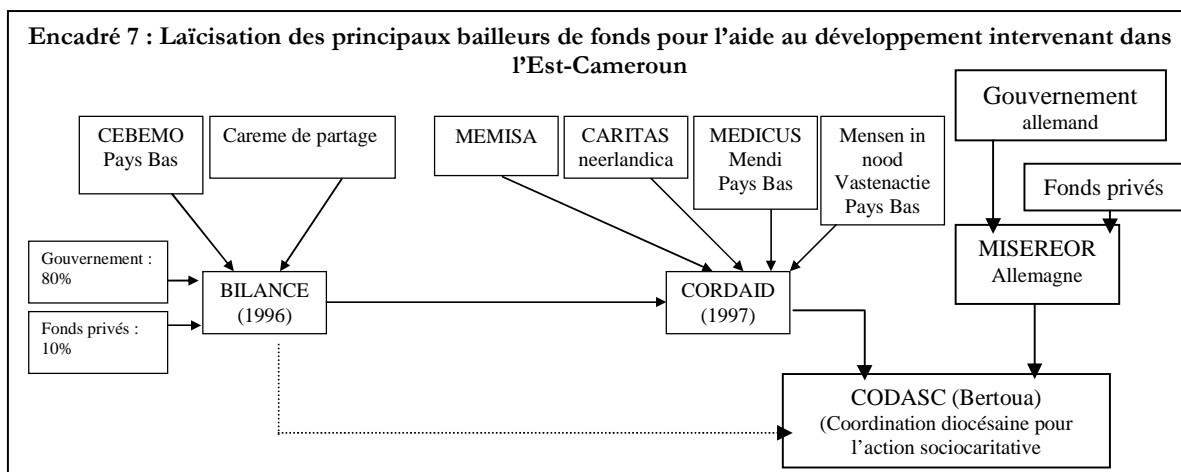 Encadré 7 : Laïcisation des principaux bailleurs de fonds pour l'aide au développement intervenant dans
l'Est-Cameroun
CEBEMO
Pays Bas
Careme de partage
MEMISA
CARITAS
neerlandica
MEDICUS
Mendi
Pays Bas
Mensen in
nood
Vastenactie
Pays Bas
Gouvernement
allemand
Fonds privés
Gouvernement :
80%
Fonds privés :
10%
BILANCE
(1996)
CORDAID
(1997)
MISEREOR
Allemagne
CODASC (Bertoua)
(Coordination diocésaine pour
l'action sociocaritative